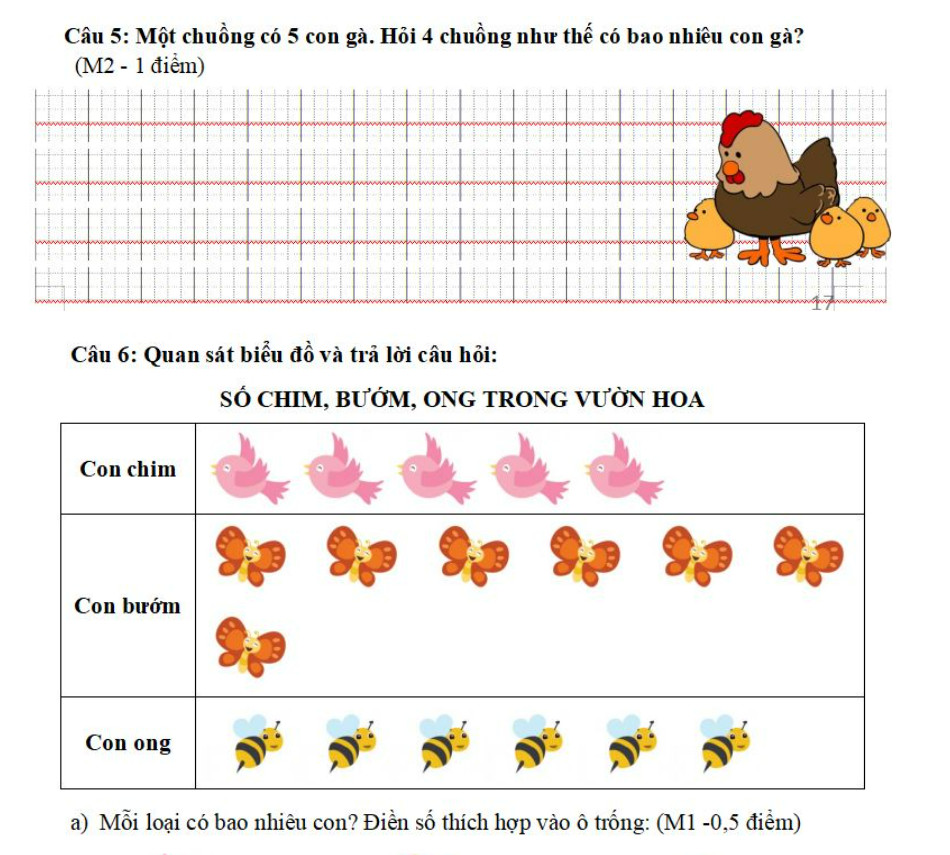 Câu 5: Một chuồng có 5 con gà. Hỏi 4 chuồng như thế có bao nhiêu con gà?
(M2 - 1 điểm)
17
Câu 6: Quan sát biểu đồ và trả lời câu hỏi:
SỐ CHIM, BƯỚM, ONG TRONG VƯỜN HOA
Con chim
Con bướm
Con ong
a) Mỗi loại có bao nhiêu con? Điền số thích hợp vào ô trống: (M1 -0,5 điểm)